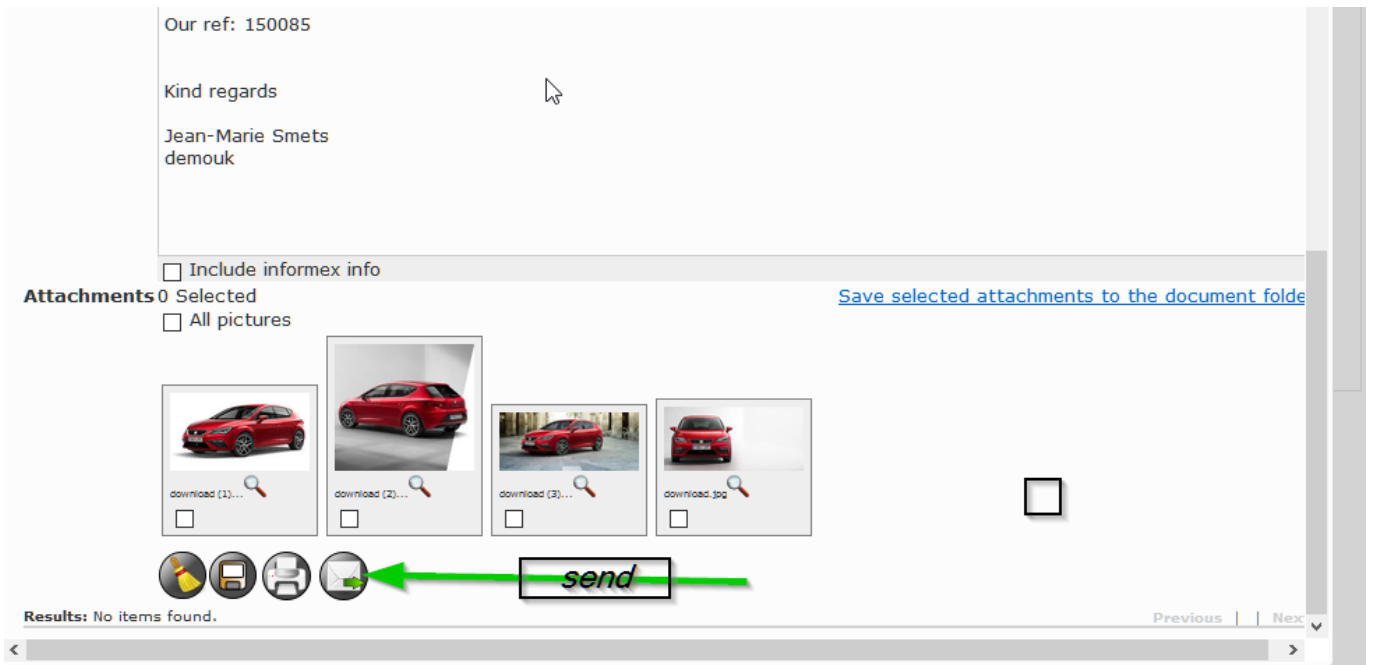 Our ref: 150085
Kind regards
Jean-Marie Smets
demouk
Include informex info
Attachments 0 Selected Save selected attachments to the document folde
All pictures
download (1)... download (2)... download (3)... download.jpg
send
Results: No items found. Previous | | Nex